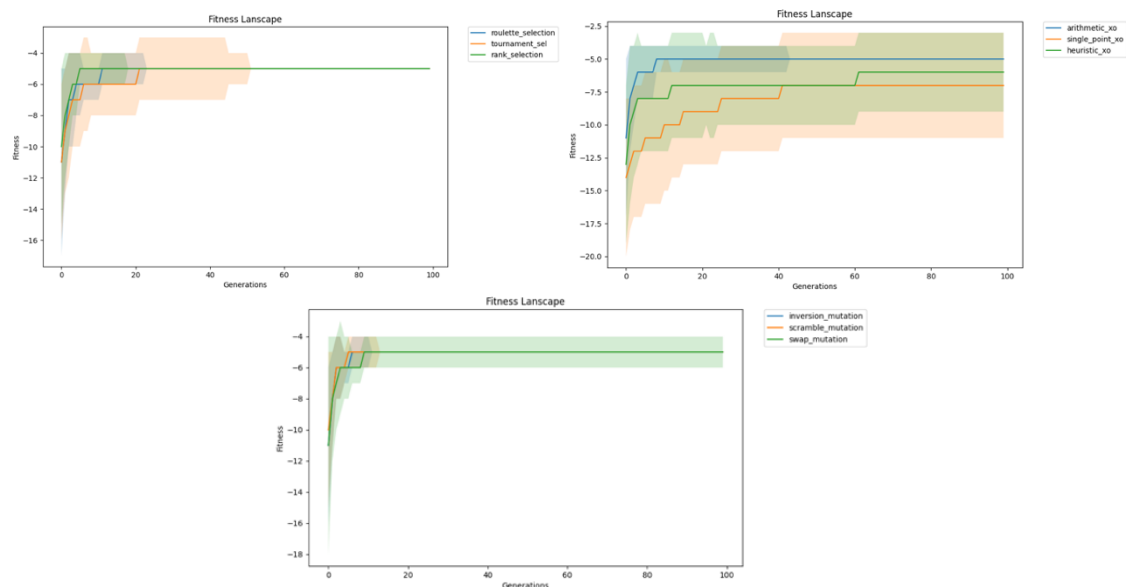 Fitness Lanscape
roulette_selection
tournament_sel
rank_selection
−4
−6
−8
−10
−12
−14
−16
Fitness
0
20
40
60
80
100
Generations
Fitness Lanscape
arithmetic_xo
single_point_xo
heuristic_xo
−2.5
−5.0
−7.5
−10.0
−12.5
−15.0
−17.5
−20.0
Fitness
0
20
40
60
80
100
Generations
Fitness Lanscape
inversion_mutation
scramble_mutation
swap_mutation
−4
−6
−8
−10
−12
−14
−16
−18
Fitness
0
20
40
60
80
100
Generations